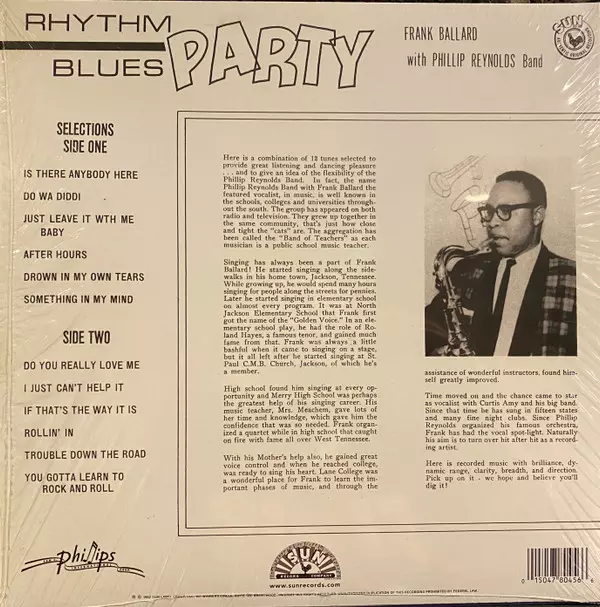 RHYTHM
BLUES
PARTY
FRANK BALLARD
with PHILLIP REYNOLDS Band
SUN
SELECTIONS
SIDE ONE
IS THERE ANYBODY HERE
DO WA DIDDI
JUST LEAVE IT WTH ME
BABY
AFTER HOURS
DROWN IN MY OWN TEARS
SOMETHING IN MY MIND
SIDE TWO
DO YOU REALLY LOVE ME
I JUST CAN'T HELP IT
IF THAT'S THE WAY IT IS
ROLLIN' IN
TROUBLE DOWN THE ROAD
YOU GOTTA LEARN TO
ROCK AND ROLL
Here is a combination of 12 tunes selected to
provide great listening and dancing pleasure
. . . and to give an idea of the flexibility of the
Phillip Reynolds Band. In fact, the name
Phillip Reynolds Band with Frank Ballard the
featured vocalist, in music, is well known in
the schools, colleges and universities through-
out the south. The group has appeared on both
radio and television. They grew up together in
the same community, that's just how close
and tight the "cats" are. The aggregation has
been called the "Band of Teachers" as each
musician is a public school music teacher.
Singing has always been a part of Frank
Ballard! He started singing along the side-
walks in his home town, Jackson, Tennessee.
While growing up, he would spend many hours
singing for people along the streets for pennies.
Later he started singing in elementary school
on almost every program. It was at North
Jackson Elementary School that Frank first
got the name of the "Golden Voice." In an ele-
mentary school play, he had the role of Ro-
land Hayes, a famous tenor, and gained much
fame from that. Frank was always a little
bashful when it came to singing on a stage,
but it all left after he started singing at St.
Paul C.M.B. Church, Jackson, of which he's
a member.
High school found him singing at every op-
portunity and Merry High School was perhaps
the greatest help of his singing career. His
music teacher, Mrs. Meachem, gave lots of
her time and knowledge, which gave him the
confidence that was so needed. Frank organ-
ized a quartet while in high school that caught
on fire with fame all over West Tennessee.
With his Mother's help also, he gained great
voice control and when he reached college,
was ready to sing his heart. Lane College was
a wonderful place for Frank to learn the im-
portant phases of music, and through the
assistance of wonderful instructors, found him-
self greatly improved.
Time moved on and the chance came to star
as vocalist with Curtis Amy and his big band.
Since that time he has sung in fifteen states
and many fine night clubs. Since Phillip
Reynolds organized his famous orchestra,
Frank has had the vocal spot-light. Naturally
his aim is to turn over hit after hit as a record-
ing artist.
Here is recorded music with brilliance, dy-
namic range, clarity, breadth, and direction.
Pick up on it - we hope and believe you'll
dig it!
phillips
INTERNATIONAL
SUN
RECORD COMPANY
www.sunrecords.com
0 15047 80456 6